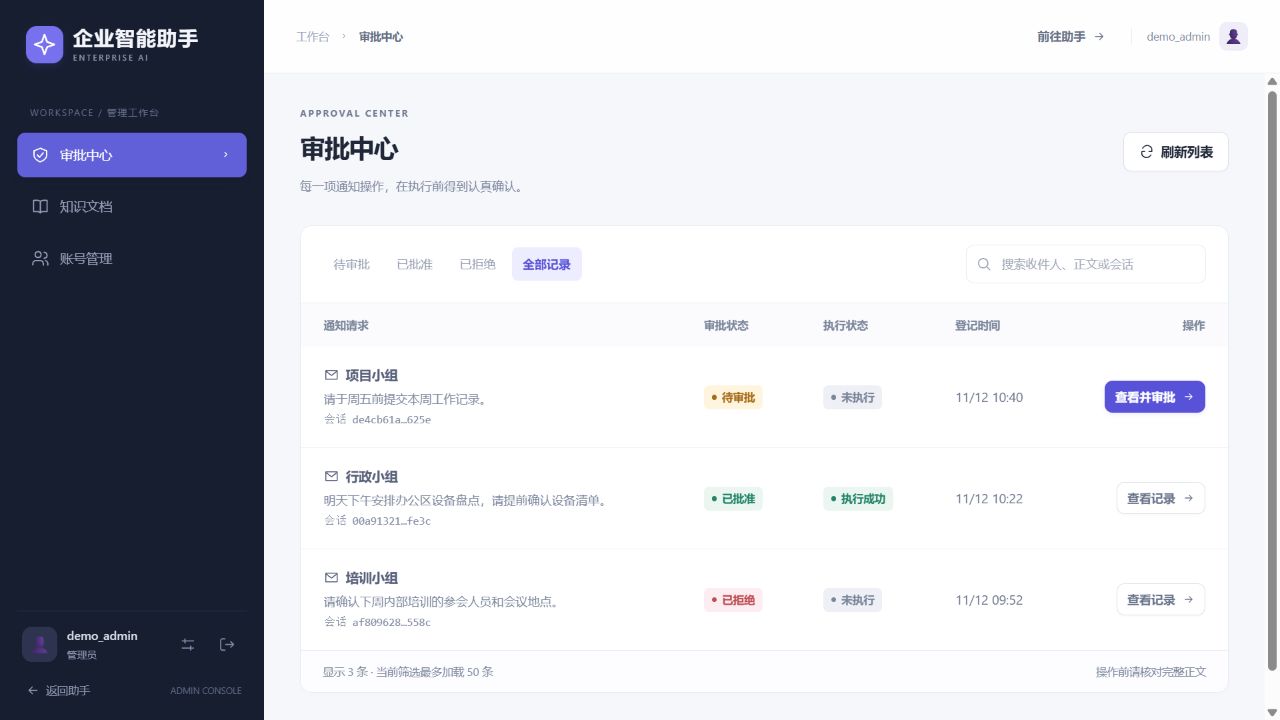 企业智能助手
ENTERPRISE AI
WORKSPACE / 管理工作台
审批中心
知识文档
账号管理
demo_admin
管理员
返回助手
ADMIN CONSOLE
工作台 › 审批中心
前往助手 →
demo_admin
APPROVAL CENTER
审批中心
每一项通知操作，在执行前得到认真确认。
刷新列表
待审批 已批准 已拒绝 全部记录
搜索收件人、正文或会话
通知请求 审批状态 执行状态 登记时间 操作
项目小组
请于周五前提交本周工作记录。
会话 de4cb61a…625e
待审批 未执行 11/12 10:40 查看并审批 →
行政小组
明天下午安排办公区设备盘点，请提前确认设备清单。
会话 00a91321…fe3c
已批准 执行成功 11/12 10:22 查看记录 →
培训小组
请确认下周内部培训的参会人员和会议地点。
会话 af809628…558c
已拒绝 未执行 11/12 09:52 查看记录 →
显示 3 条 · 当前筛选最多加载 50 条
操作前请核对完整正文